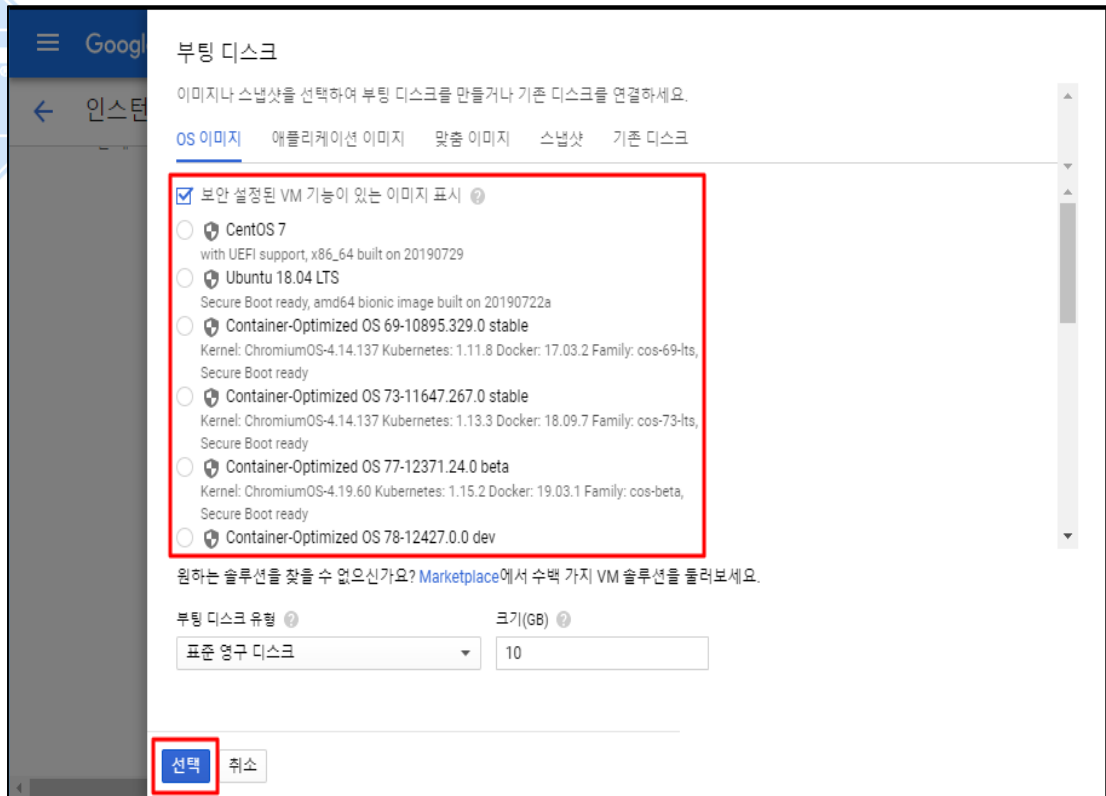 Googl
부팅 디스크
이미지나 스냅샷을 선택하여 부팅 디스크를 만들거나 기존 디스크를 연결하세요.
인스턴
OS 이미지 애플리케이션 이미지 맞춤 이미지 스냅샷 기존 디스크
보안 설정된 VM 기능이 있는 이미지 표시
CentOS 7
with UEFI support, x86_64 built on 20190729
Ubuntu 18.04 LTS
Secure Boot ready, amd64 bionic image built on 20190722a
Container-Optimized OS 69-10895.329.0 stable
Kernel: ChromiumOS-4.14.137 Kubernetes: 1.11.8 Docker: 17.03.2 Family: cos-69-lts,
Secure Boot ready
Container-Optimized OS 73-11647.267.0 stable
Kernel: ChromiumOS-4.14.137 Kubernetes: 1.13.3 Docker: 18.09.7 Family: cos-73-lts,
Secure Boot ready
Container-Optimized OS 77-12371.24.0 beta
Kernel: ChromiumOS-4.19.60 Kubernetes: 1.15.2 Docker: 19.03.1 Family: cos-beta,
Secure Boot ready
Container-Optimized OS 78-12427.0.0 dev
원하는 솔루션을 찾을 수 없으신가요? Marketplace에서 수백 가지 VM 솔루션을 둘러보세요.
부팅 디스크 유형 크기(GB)
표준 영구 디스크 10
선택 취소